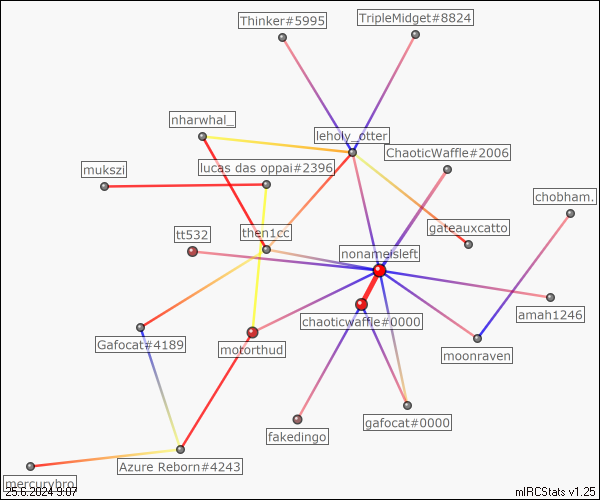 Thinker#5995
TripleMidget#8824
nharwhal_
leholy_otter
ChaoticWaffle#2006
mukszi
lucas das oppai#2396
chobham.
tt532
then1cc
gateauxcatto
nonameisleft
amah1246
chaoticwaffle#0000
Gafocat#4189
motorthud
moonraven
fakedingo
gafocat#0000
Azure Reborn#4243
mercurybro
25.6.2024 9:07
mIRCStats v1.25